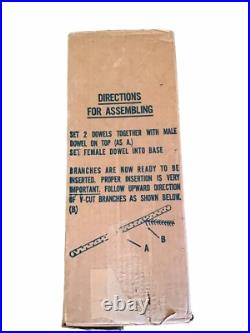 DIRECTIONS
FOR ASSEMBLING
SET 2 DOWELS TOGETHER WITH MALE
DOWEL ON TOP (AS A.)
SET FEMALE DOWEL INTO BASE
BRANCHES ARE NOW READY TO BE
INSERTED. PROPER INSERTION IS VERY
IMPORTANT. FOLLOW UPWARD DIRECTION
OF V-CUT BRANCHES AS SHOWN BELOW.
(B)
B
A